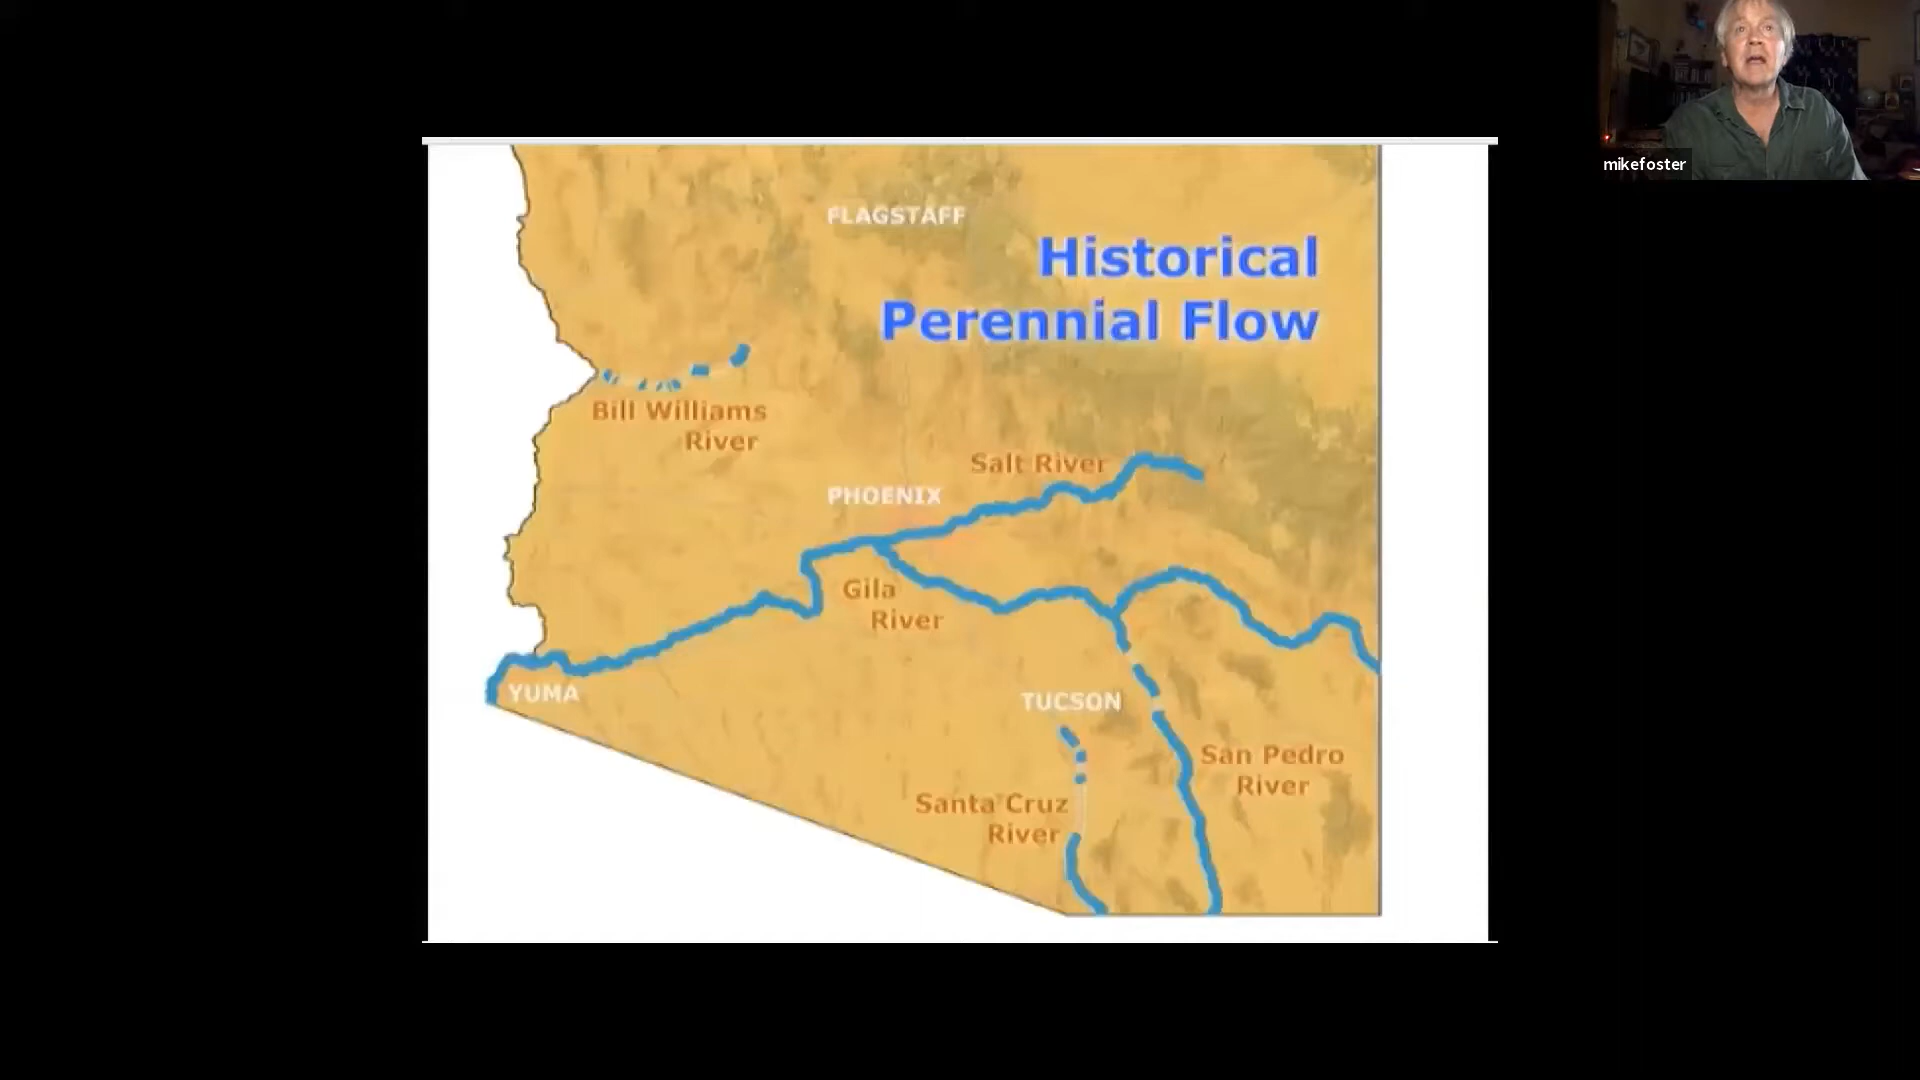 mikefoster
FLAGSTAFF
Historical
Perennial Flow
Bill Williams
River
Salt River
PHOENIX
Gila
River
YUMA
TUCSON
San Pedro
River
Santa Cruz
River